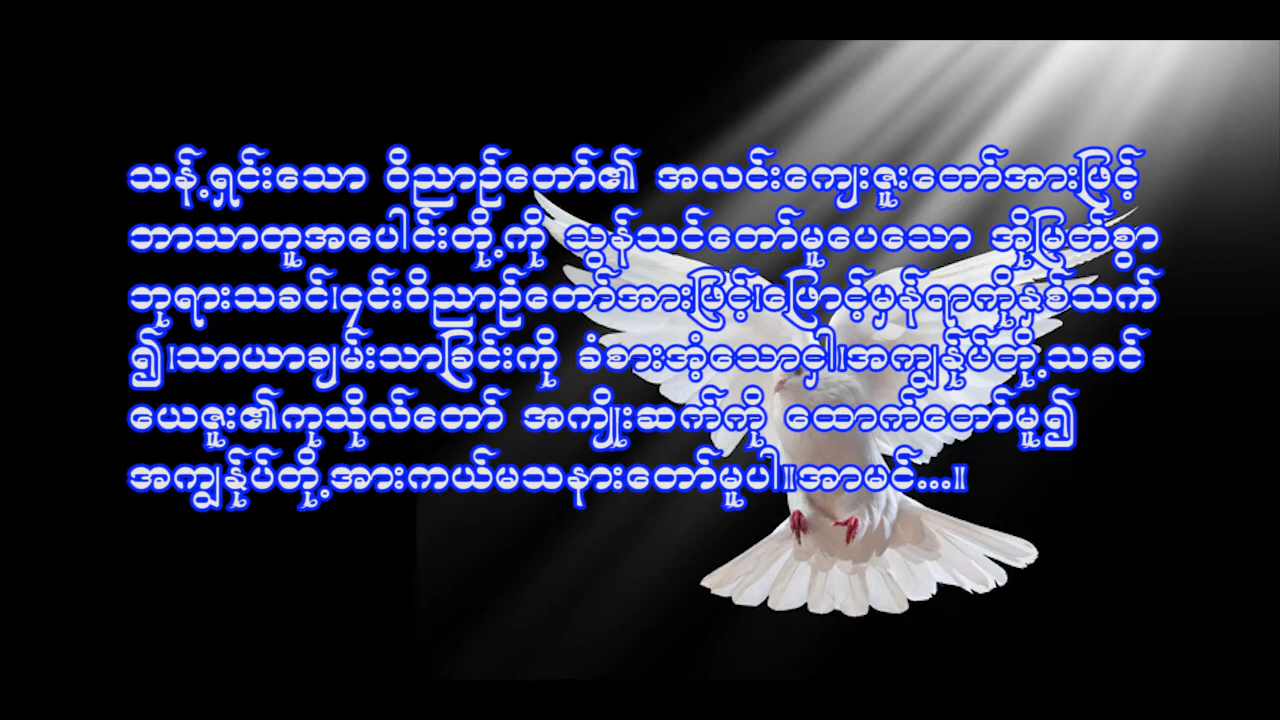 သန့်ရှင်းသော ဝိညာဉ်တော်၏ အလင်းကျေးဇူးတော်အားဖြင့်
ဘာသာတူအပေါင်းတို့ကို သွန်သင်တော်မူပေသော အိုမြတ်စွာ
ဘုရားသခင်၊၄င်းဝိညာဉ်တော်အားဖြင့်၊ဖြောင့်မှန်ရာကိုနှစ်သက်
၍၊သာယာချမ်းသာခြင်းကို ခံစားအံ့သောငှါ၊အကျွန်ုပ်တို့သခင်
ယေဇူး၏ကုသိုလ်တော် အကျိုးဆက်ကို ထောက်တော်မူ၍
အကျွန်ုပ်တို့အားကယ်မသနားတော်မူပါ။အာမင်...။